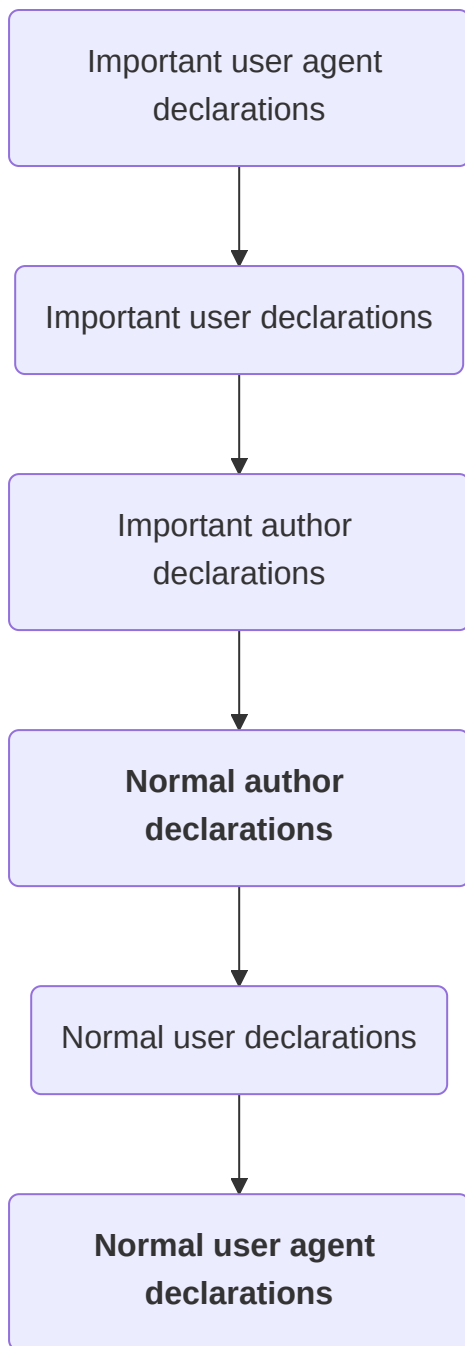 Important user agent
declarations
Important user declarations
Important author
declarations
Normal author
declarations
Normal user declarations
Normal user agent
declarations